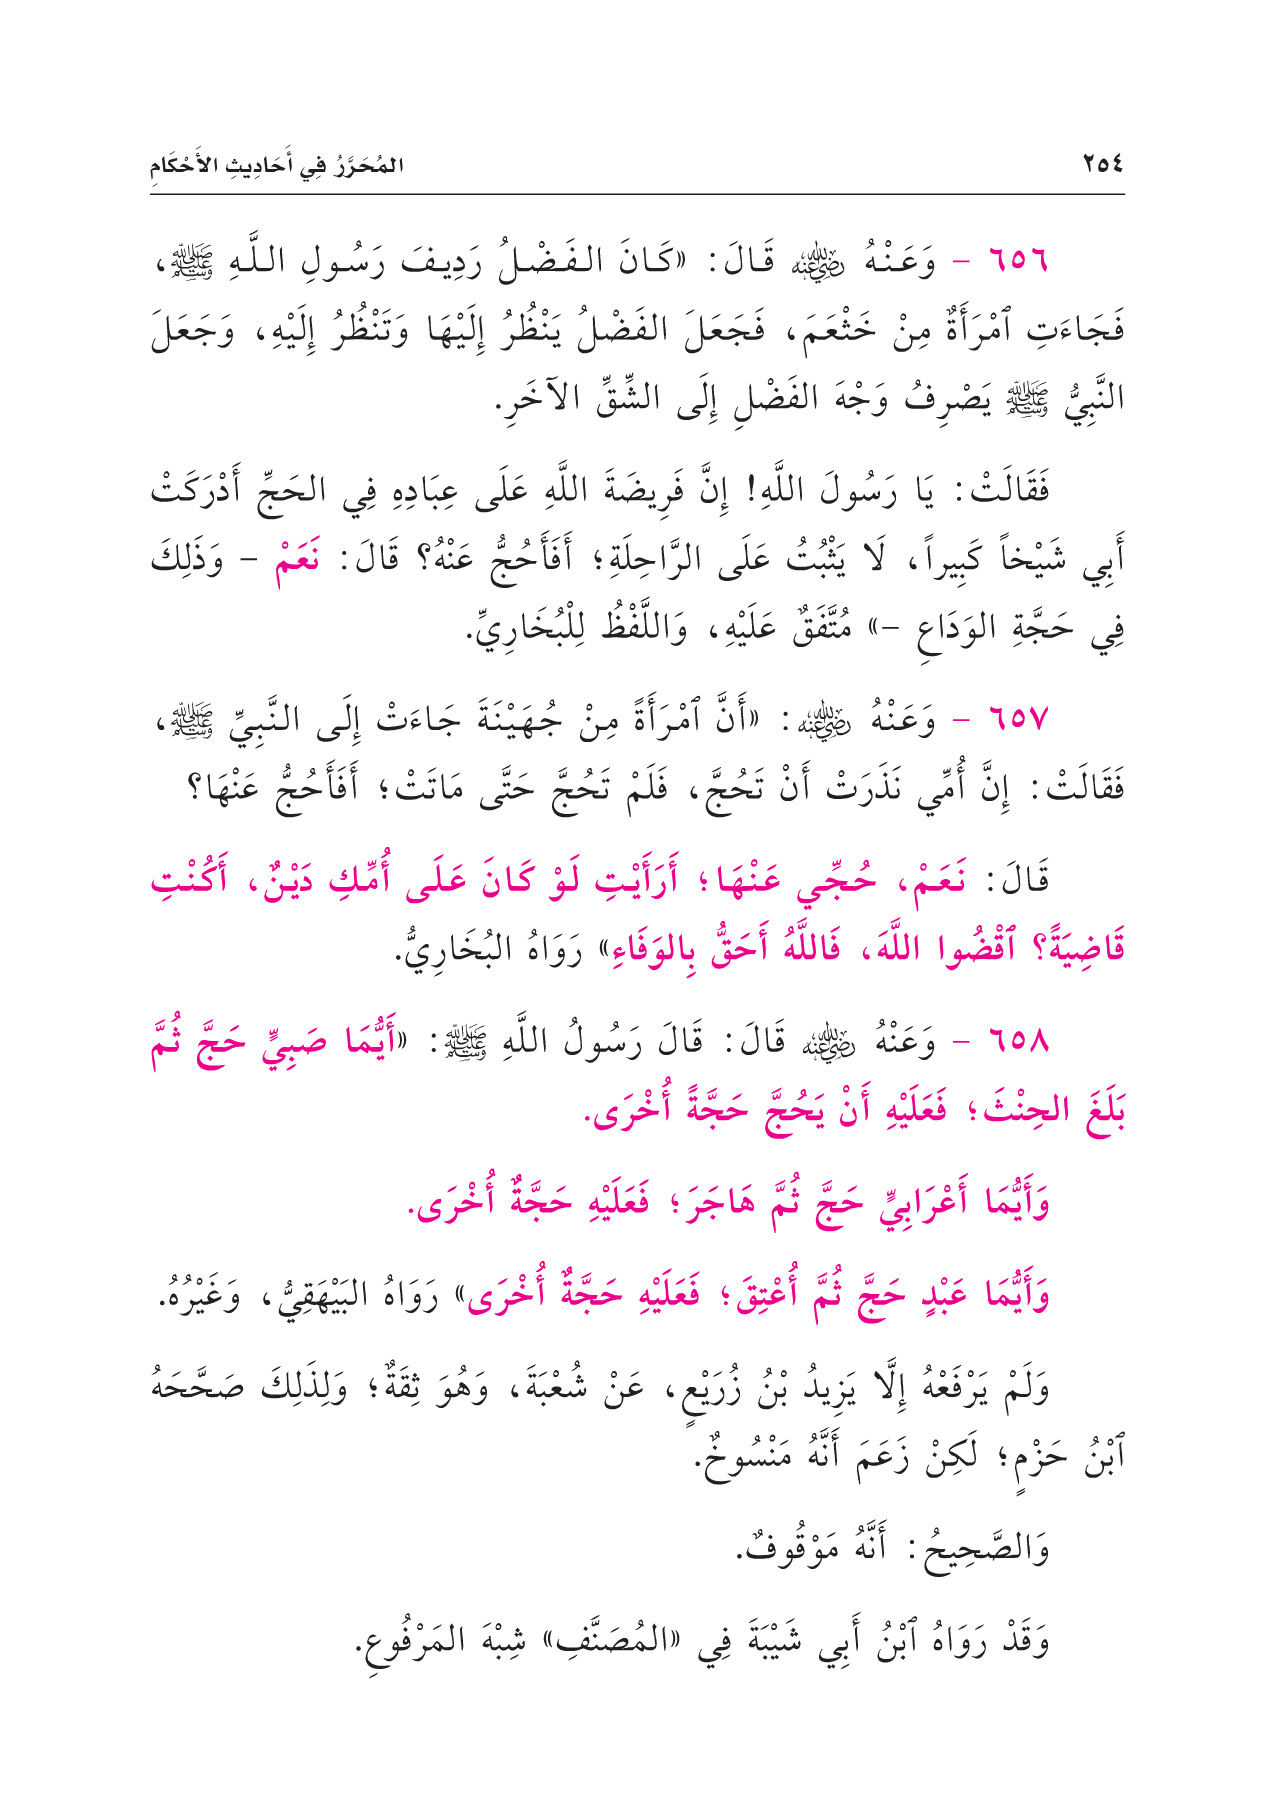 ٢٥٤ المُحَرَّرُ فِي أَحَادِيثِ الأَحْكَامِ
٦٥٦ – وَعَنْهُ ﵁ قَالَ: «كَانَ الفَضْلُ رَدِيفَ رَسُولِ اللَّهِ ﷺ،
فَجَاءَتِ ٱمْرَأَةٌ مِنْ خَثْعَمَ، فَجَعَلَ الفَضْلُ يَنْظُرُ إِلَيْهَا وَتَنْظُرُ إِلَيْهِ، وَجَعَلَ
النَّبِيُّ ﷺ يَصْرِفُ وَجْهَ الفَضْلِ إِلَى الشِّقِّ الآخَرِ.
فَقَالَتْ: يَا رَسُولَ اللَّهِ! إِنَّ فَرِيضَةَ اللَّهِ عَلَى عِبَادِهِ فِي الحَجِّ أَدْرَكَتْ
أَبِي شَيْخاً كَبِيراً، لَا يَثْبُتُ عَلَى الرَّاحِلَةِ؛ أَفَأَحُجُّ عَنْهُ؟ قَالَ: نَعَمْ – وَذَلِكَ
فِي حَجَّةِ الوَدَاعِ –» مُتَّفَقٌ عَلَيْهِ، وَاللَّفْظُ لِلْبُخَارِيِّ.
٦٥٧ – وَعَنْهُ ﵁: «أَنَّ ٱمْرَأَةً مِنْ جُهَيْنَةَ جَاءَتْ إِلَى النَّبِيِّ ﷺ،
فَقَالَتْ: إِنَّ أُمِّي نَذَرَتْ أَنْ تَحُجَّ، فَلَمْ تَحُجَّ حَتَّى مَاتَتْ؛ أَفَأَحُجُّ عَنْهَا؟
قَالَ: نَعَمْ، حُجِّي عَنْهَا؛ أَرَأَيْتِ لَوْ كَانَ عَلَى أُمِّكِ دَيْنٌ، أَكُنْتِ
قَاضِيَةً؟ ٱقْضُوا اللَّهَ، فَاللَّهُ أَحَقُّ بِالوَفَاءِ» رَوَاهُ البُخَارِيُّ.
٦٥٨ – وَعَنْهُ ﵁ قَالَ: قَالَ رَسُولُ اللَّهِ ﷺ: «أَيُّمَا صَبِيٍّ حَجَّ ثُمَّ
بَلَغَ الحِنْثَ؛ فَعَلَيْهِ أَنْ يَحُجَّ حَجَّةً أُخْرَى.
وَأَيُّمَا أَعْرَابِيٍّ حَجَّ ثُمَّ هَاجَرَ؛ فَعَلَيْهِ حَجَّةٌ أُخْرَى.
وَأَيُّمَا عَبْدٍ حَجَّ ثُمَّ أُعْتِقَ؛ فَعَلَيْهِ حَجَّةٌ أُخْرَى» رَوَاهُ البَيْهَقِيُّ، وَغَيْرُهُ.
وَلَمْ يَرْفَعْهُ إِلَّا يَزِيدُ بْنُ زُرَيْعٍ، عَنْ شُعْبَةَ، وَهُوَ ثِقَةٌ؛ وَلِذَلِكَ صَحَّحَهُ
ٱبْنُ حَزْمٍ؛ لَكِنْ زَعَمَ أَنَّهُ مَنْسُوخٌ.
وَالصَّحِيحُ: أَنَّهُ مَوْقُوفٌ.
وَقَدْ رَوَاهُ ٱبْنُ أَبِي شَيْبَةَ فِي «المُصَنَّفِ» شِبْهَ المَرْفُوعِ.